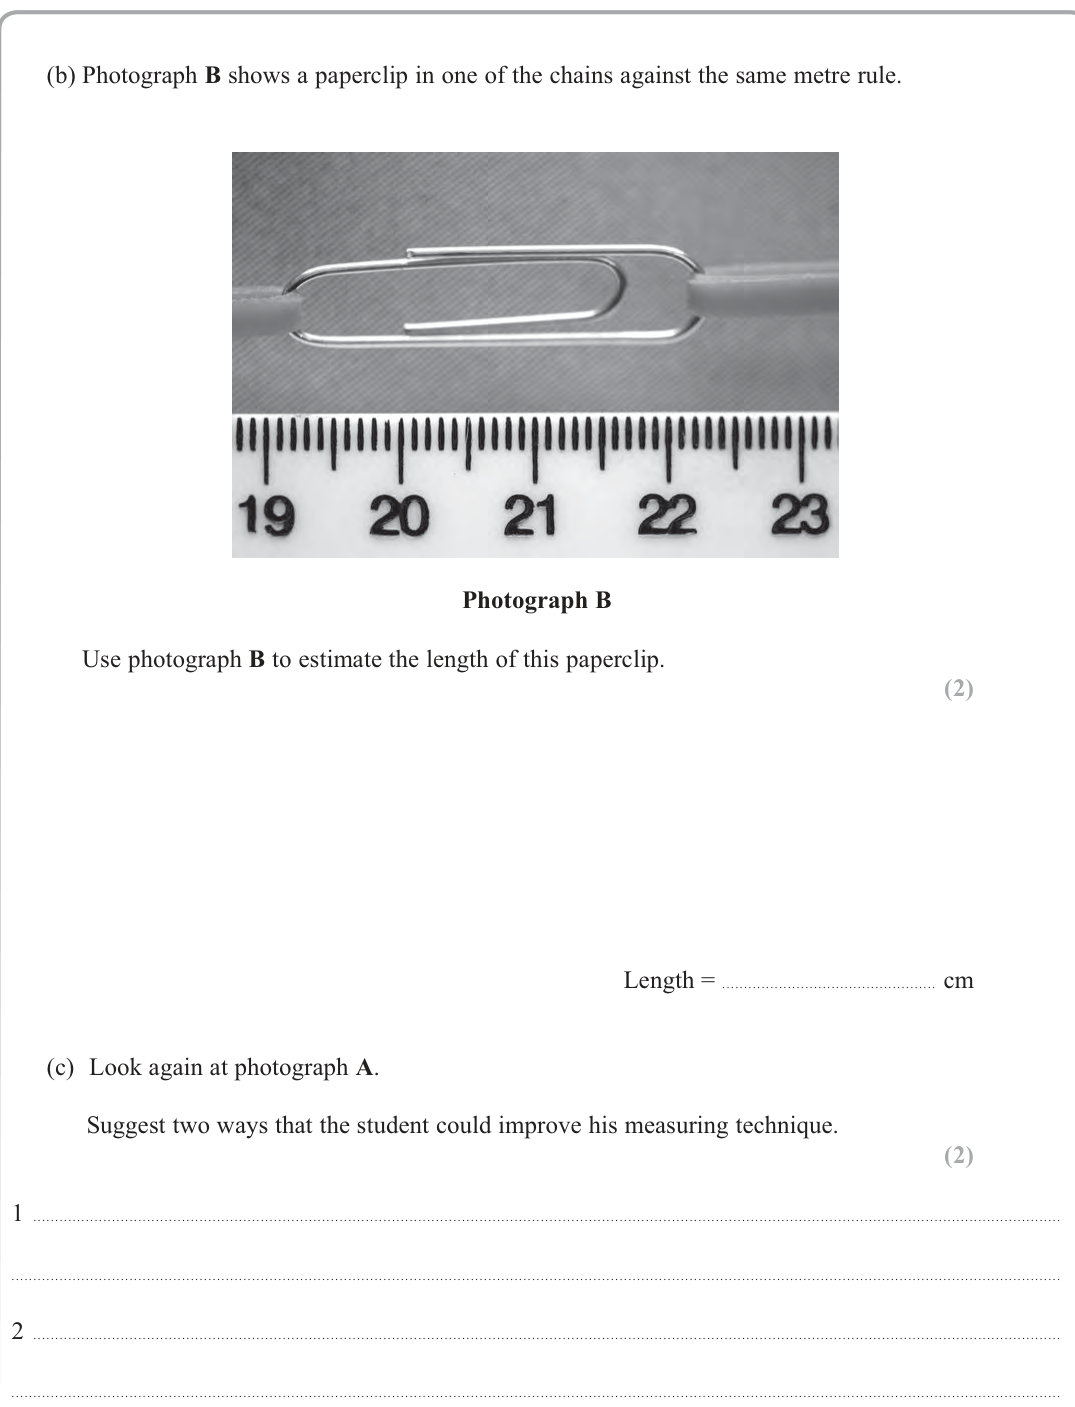 (b) Photograph B shows a paperclip in one of the chains against the same metre rule.
19 20 21 22 23
Photograph B
Use photograph B to estimate the length of this paperclip.
(2)
Length = ................................................ cm
(c) Look again at photograph A.
Suggest two ways that the student could improve his measuring technique.
(2)
1
2